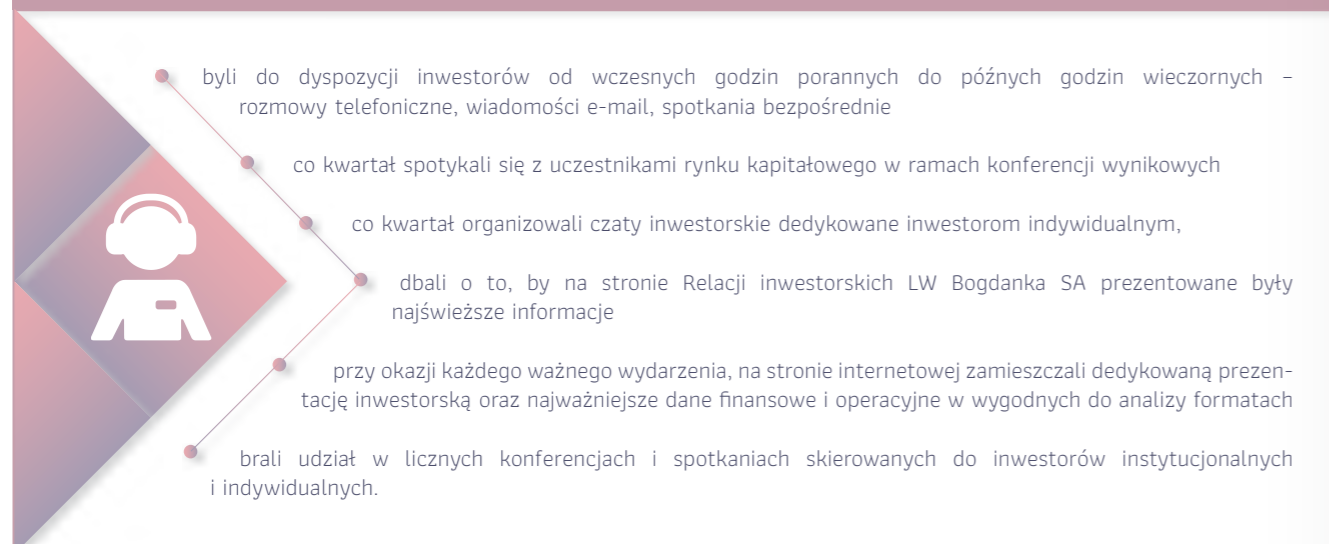 byli do dyspozycji inwestorów od wczesnych godzin porannych do późnych godzin wieczornych –
rozmowy telefoniczne, wiadomości e-mail, spotkania bezpośrednie
co kwartał spotykali się z uczestnikami rynku kapitałowego w ramach konferencji wynikowych
co kwartał organizowali czaty inwestorskie dedykowane inwestorom indywidualnym,
dbali o to, by na stronie Relacji inwestorskich LW Bogdanka SA prezentowane były
najświeższe informacje
przy okazji każdego ważnego wydarzenia, na stronie internetowej zamieszczali dedykowaną prezen-
tację inwestorską oraz najważniejsze dane finansowe i operacyjne w wygodnych do analizy formatach
brali udział w licznych konferencjach i spotkaniach skierowanych do inwestorów instytucjonalnych
i indywidualnych.